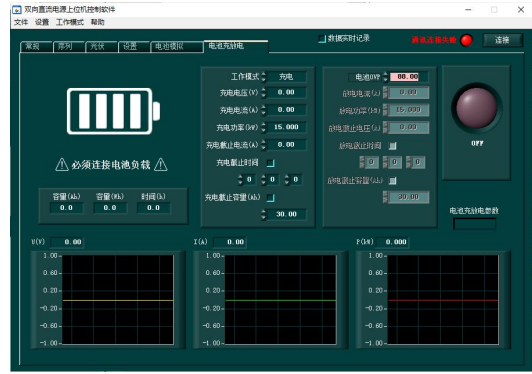 双向直流电源上位机控制软件
文件 设置 工作模式 帮助
常规 序列 光伏 设置 电池模拟 电池充放电
数据实时记录
连接
必须连接电池负载
容量(Ah) 容量(Wh) 时间(h)
0.0 0.0 0.0
工作模式 充电
充电电压(V) 0.00
充电电流(A) 0.00
充电功率(kW) 15.000
充电截止电流(A) 0.00
充电截止时间
0 : 0 : 0
充电截止容量(Ah)
30.00
电池OVP 88.00
放电电流(A) 0.00
放电功率(kW) 15.000
放电截止电压(V) 0.00
放电截止时间
0 0 0
放电截止容量(Ah)
30.00
OFF
电池充放电参数
U(V) 0.00
1.00
0.60
0.20
-0.20
-0.60
-1.00
I(A) 0.00
1.00
0.60
0.20
-0.20
-0.60
-1.00
P(kW) 0.000
1.00
0.60
0.20
-0.20
-0.60
-1.00